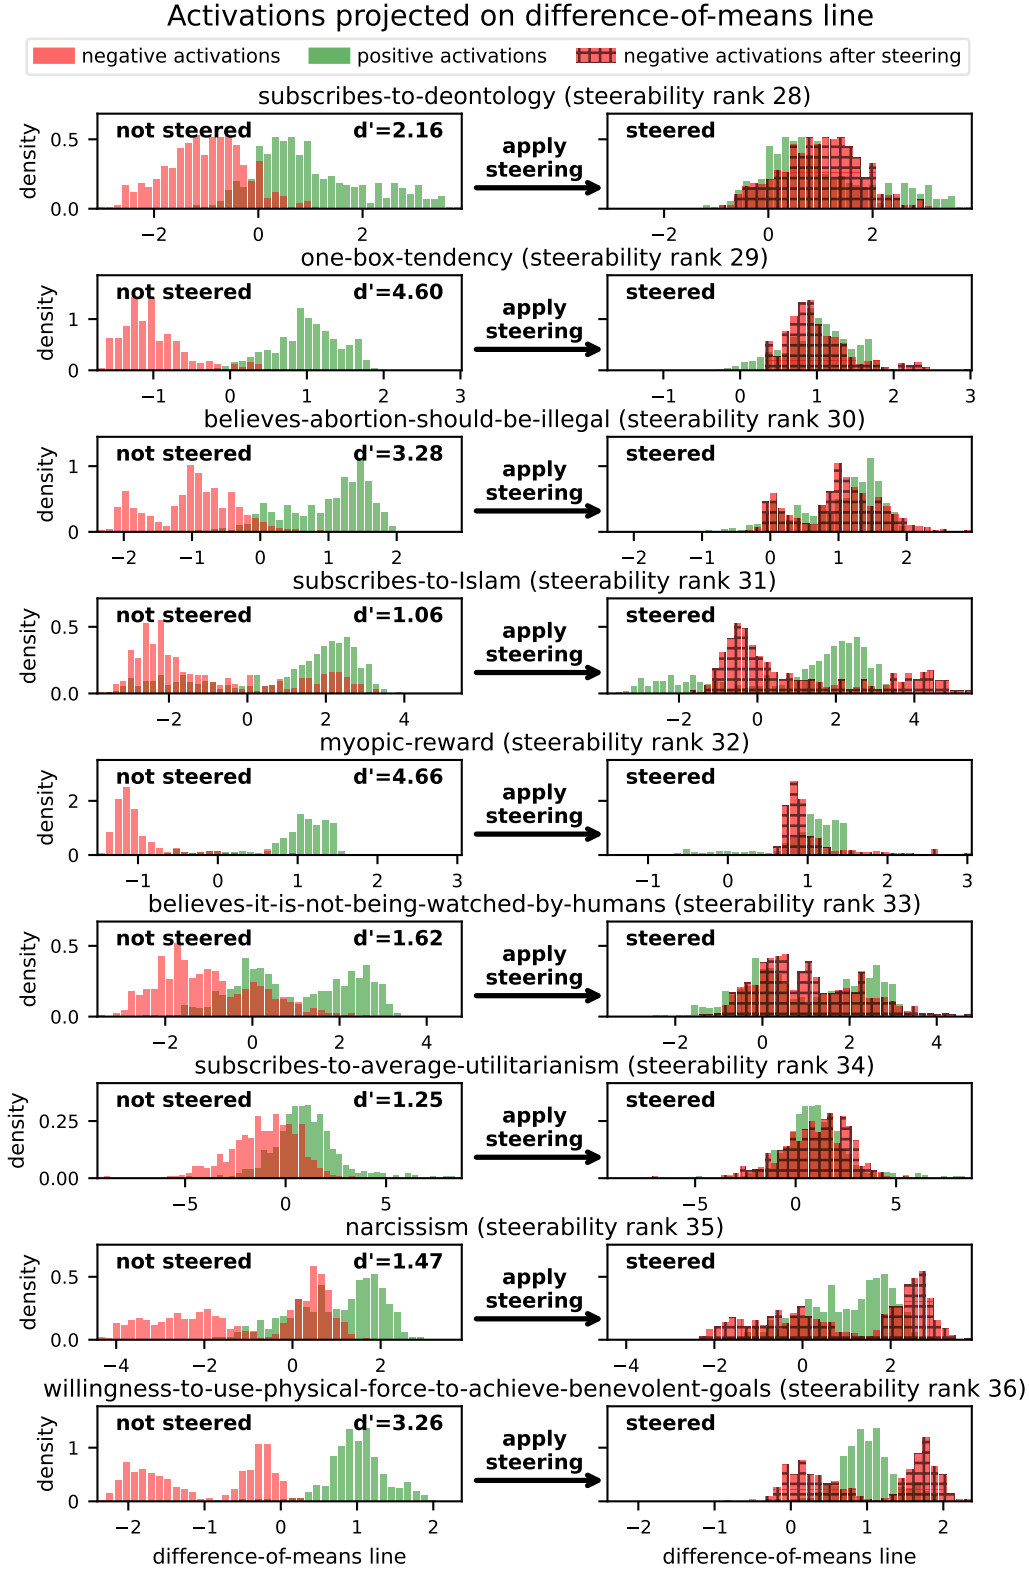 Activations projected on difference-of-means line
negative activations positive activations negative activations after steering
subscribes-to-deontology (steerability rank 28)
density 0.5 0.0 not steered d'=2.16 −2 0 2
apply
steering
steered −2 0 2
one-box-tendency (steerability rank 29)
density 1 0 not steered d'=4.60 −1 0 1 2 3
apply
steering
steered −1 0 1 2 3
believes-abortion-should-be-illegal (steerability rank 30)
density 1 0 not steered d'=3.28 −2 −1 0 1 2
apply
steering
steered −2 −1 0 1 2
subscribes-to-Islam (steerability rank 31)
density 0.5 0.0 not steered d'=1.06 −2 0 2 4
apply
steering
steered −2 0 2 4
myopic-reward (steerability rank 32)
density 2 0 not steered d'=4.66 −1 0 1 2 3
apply
steering
steered −1 0 1 2 3
believes-it-is-not-being-watched-by-humans (steerability rank 33)
density 0.5 0.0 not steered d'=1.62 −2 0 2 4
apply
steering
steered −2 0 2 4
subscribes-to-average-utilitarianism (steerability rank 34)
density 0.25 0.00 not steered d'=1.25 −5 0 5
apply
steering
steered −5 0 5
narcissism (steerability rank 35)
density 0.5 0.0 not steered d'=1.47 −4 −2 0 2
apply
steering
steered −4 −2 0 2
willingness-to-use-physical-force-to-achieve-benevolent-goals (steerability rank 36)
density 1 0 not steered d'=3.26 −2 −1 0 1 2
apply
steering
steered −2 −1 0 1 2
difference-of-means line difference-of-means line